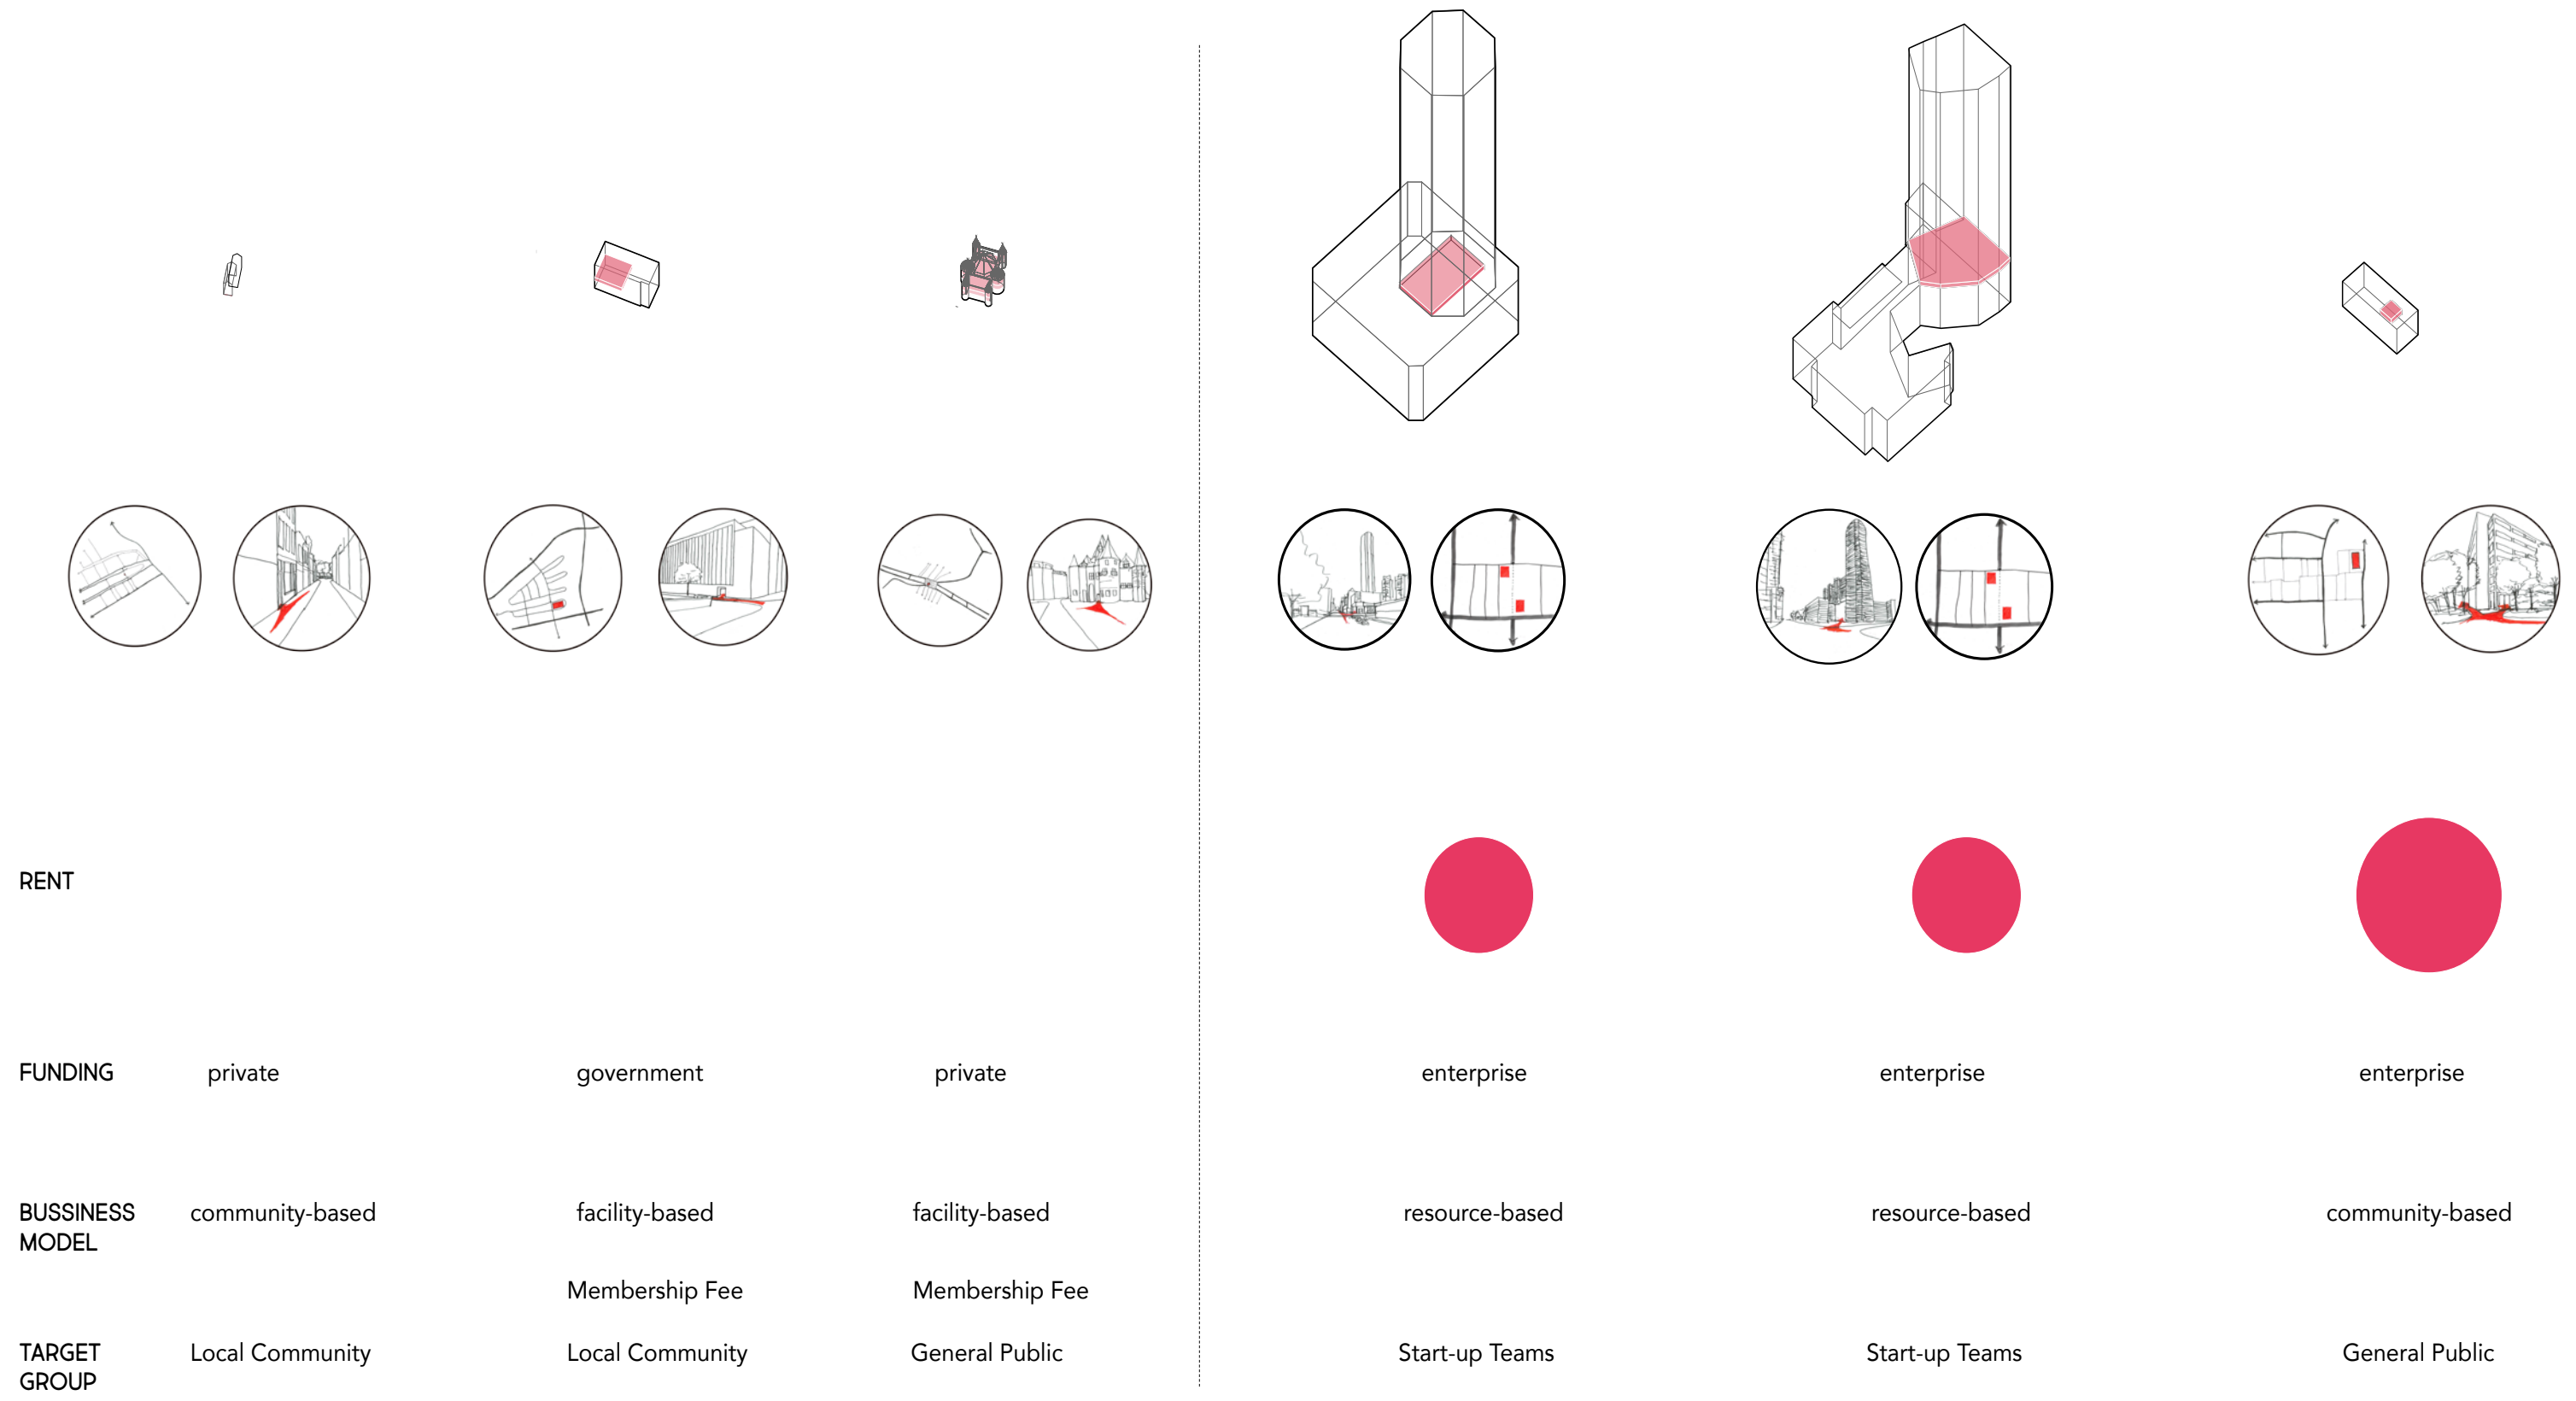 RENT
FUNDING private government private enterprise enterprise enterprise
BUSSINESS community-based facility-based facility-based resource-based resource-based community-based
MODEL
Membership Fee Membership Fee
TARGET Local Community Local Community General Public Start-up Teams Start-up Teams General Public
GROUP